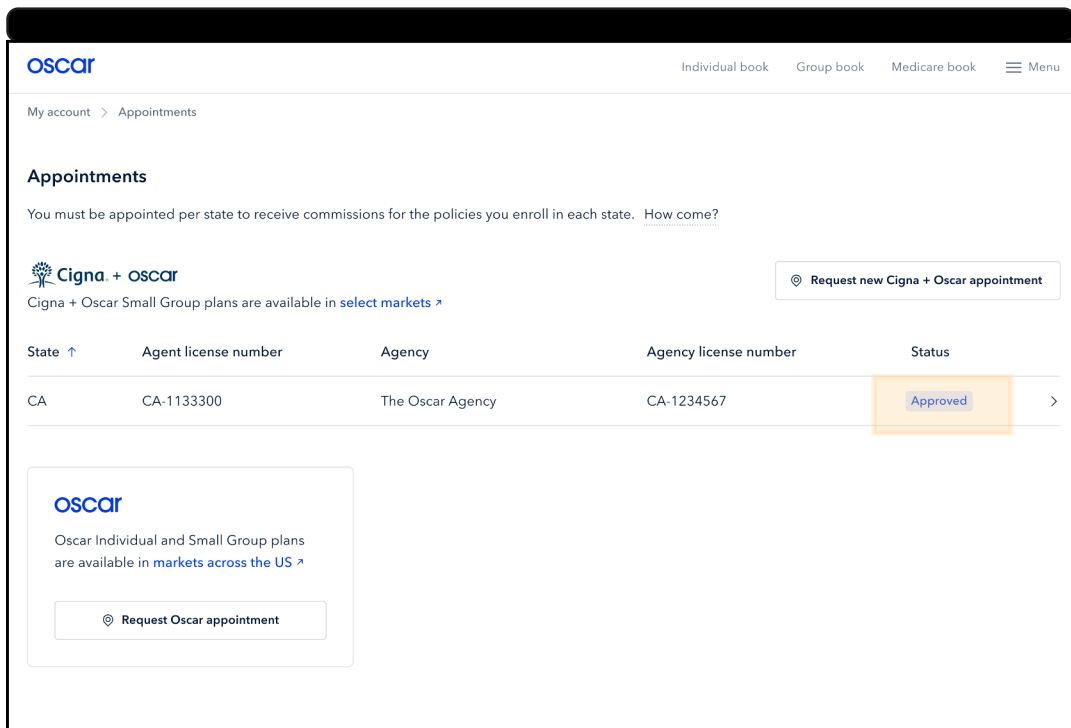 oscar
Individual book Group book Medicare book Menu
My account > Appointments
Appointments
You must be appointed per state to receive commissions for the policies you enroll in each state. How come?
Cigna. + oscar
Request new Cigna + Oscar appointment
Cigna + Oscar Small Group plans are available in select markets ↗
State ↑ Agent license number Agency Agency license number Status
CA CA-1133300 The Oscar Agency CA-1234567 Approved >
oscar
Oscar Individual and Small Group plans
are available in markets across the US ↗
Request Oscar appointment